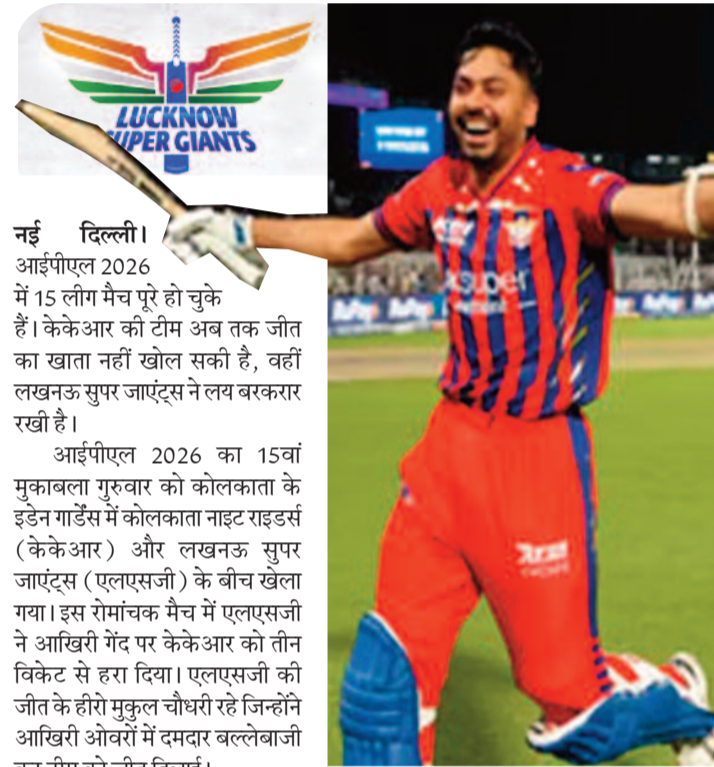 LUCKNOW
SUPER GIANTS
नई दिल्ली।
आईपीएल 2026
में 15 लीग मैच पूरे हो चुके
हैं। केकेआर की टीम अब तक जीत
का खाता नहीं खोल सकी है, वहीं
लखनऊ सुपर जाएंट्स ने लय बरकरार
रखी है।
आईपीएल 2026 का 15वां
मुकाबला गुरुवार को कोलकाता के
इडेन गार्डेंस में कोलकाता नाइट राइडर्स
(केकेआर) और लखनऊ सुपर
जाएंट्स (एलएसजी) के बीच खेला
गया। इस रोमांचक मैच में एलएसजी
ने आखिरी गेंद पर केकेआर को तीन
विकेट से हरा दिया। एलएसजी की
जीत के हीरो मुकुल चौधरी रहे जिन्होंने
आखिरी ओवरों में दमदार बल्लेबाजी
super